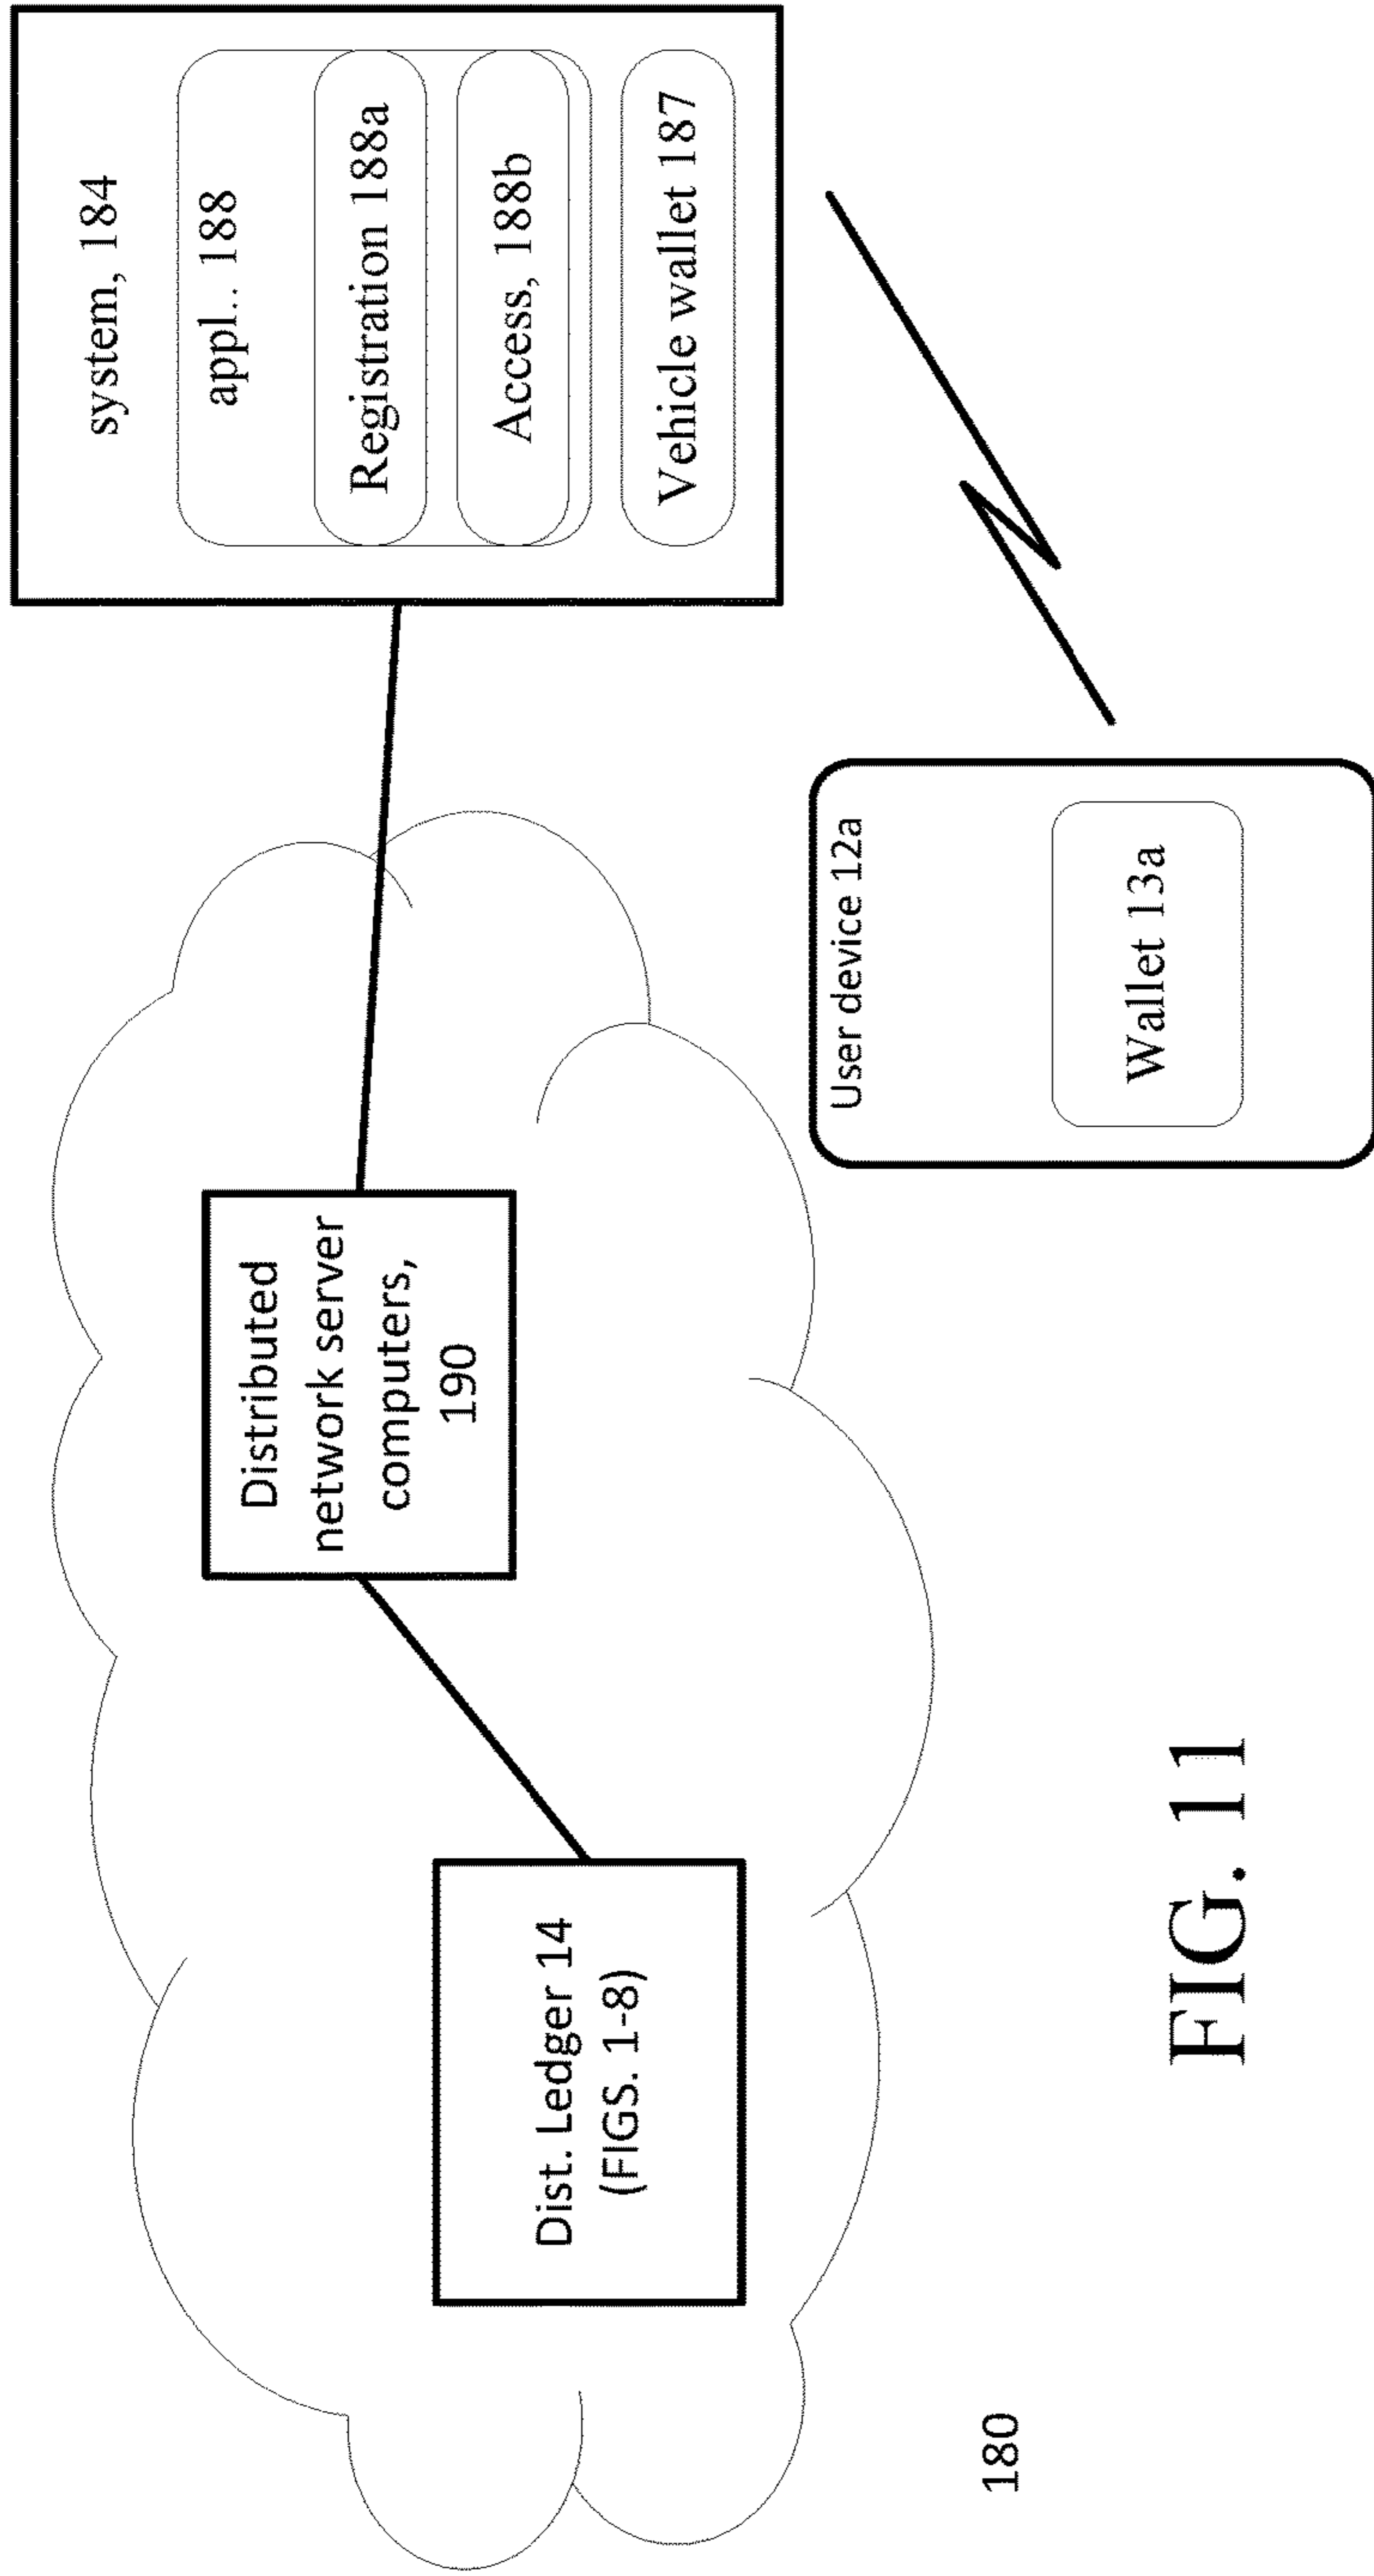 system, 184
appl.. 188
Registration 188a
Access, 188b
Vehicle wallet 187
Distributed
network server
computers,
190
Dist. Ledger 14
(FIGS. 1-8)
User device 12a
Wallet 13a
180
FIG. 11